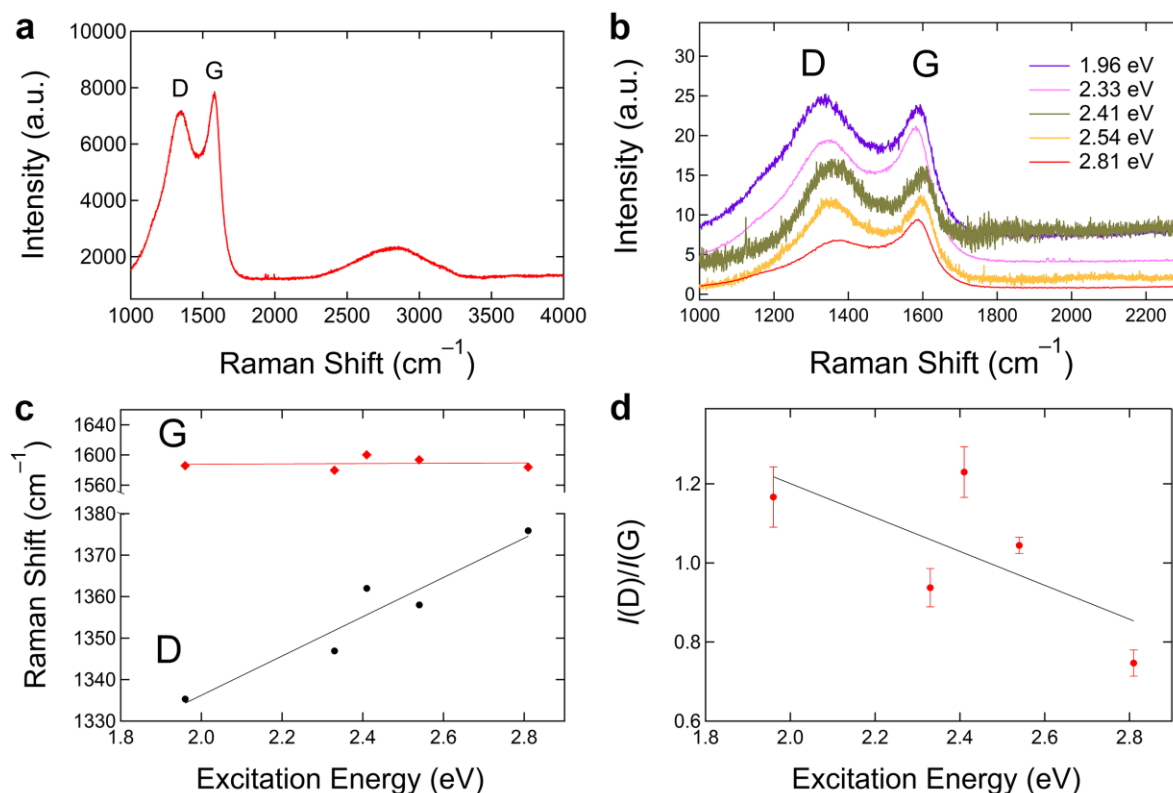 a
10000
8000
6000
4000
2000
D
G
Intensity (a.u.)
1000 1500 2000 2500 3000 3500 4000
Raman Shift (cm⁻¹)
b
30
25
20
15
10
5
0
D
G
1.96 eV
2.33 eV
2.41 eV
2.54 eV
2.81 eV
Intensity (a.u.)
1000 1200 1400 1600 1800 2000 2200
Raman Shift (cm⁻¹)
c
1640
1600
1560
1380
1370
1360
1350
1340
1330
G
D
Raman Shift (cm⁻¹)
1.8 2.0 2.2 2.4 2.6 2.8
Excitation Energy (eV)
d
1.2
1.0
0.8
0.6
I(D)/I(G)
1.8 2.0 2.2 2.4 2.6 2.8
Excitation Energy (eV)